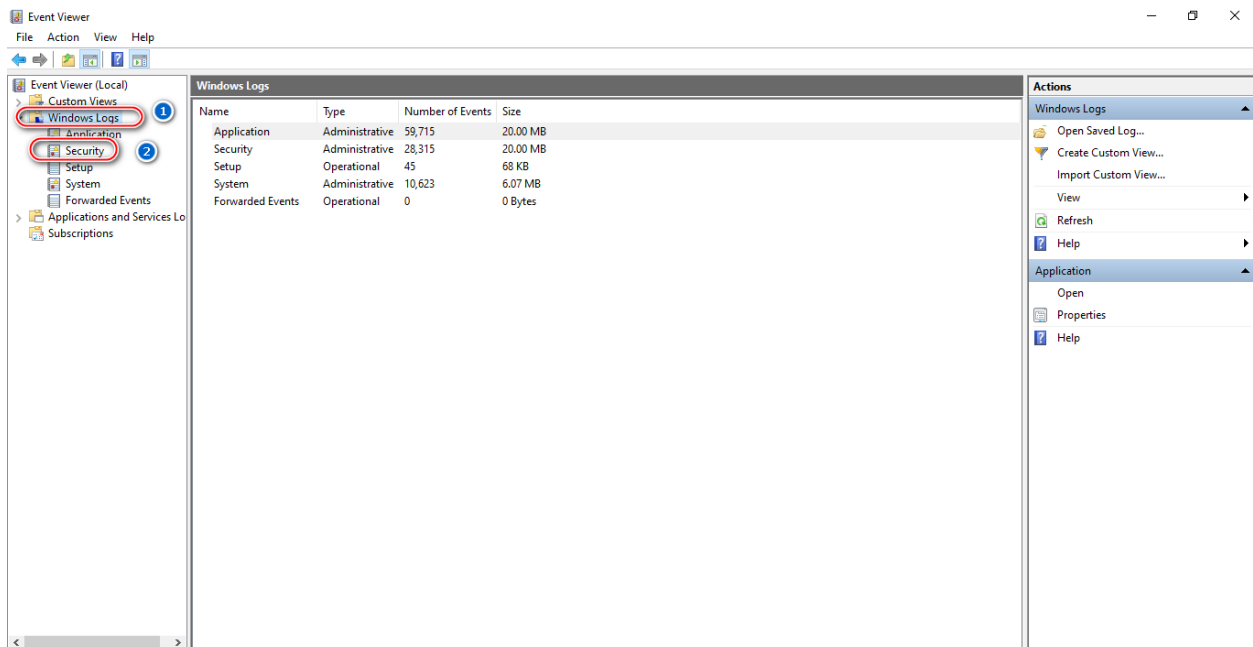 Event Viewer
File Action View Help
Event Viewer (Local)
Custom Views
Windows Logs
1
Application
Security
2
Setup
System
Forwarded Events
Applications and Services Lo
Subscriptions
Windows Logs
Name Type Number of Events Size
Application Administrative 59,715 20.00 MB
Security Administrative 28,315 20.00 MB
Setup Operational 45 68 KB
System Administrative 10,623 6.07 MB
Forwarded Events Operational 0 0 Bytes
Actions
Windows Logs
Open Saved Log...
Create Custom View...
Import Custom View...
View
Refresh
Help
Application
Open
Properties
Help